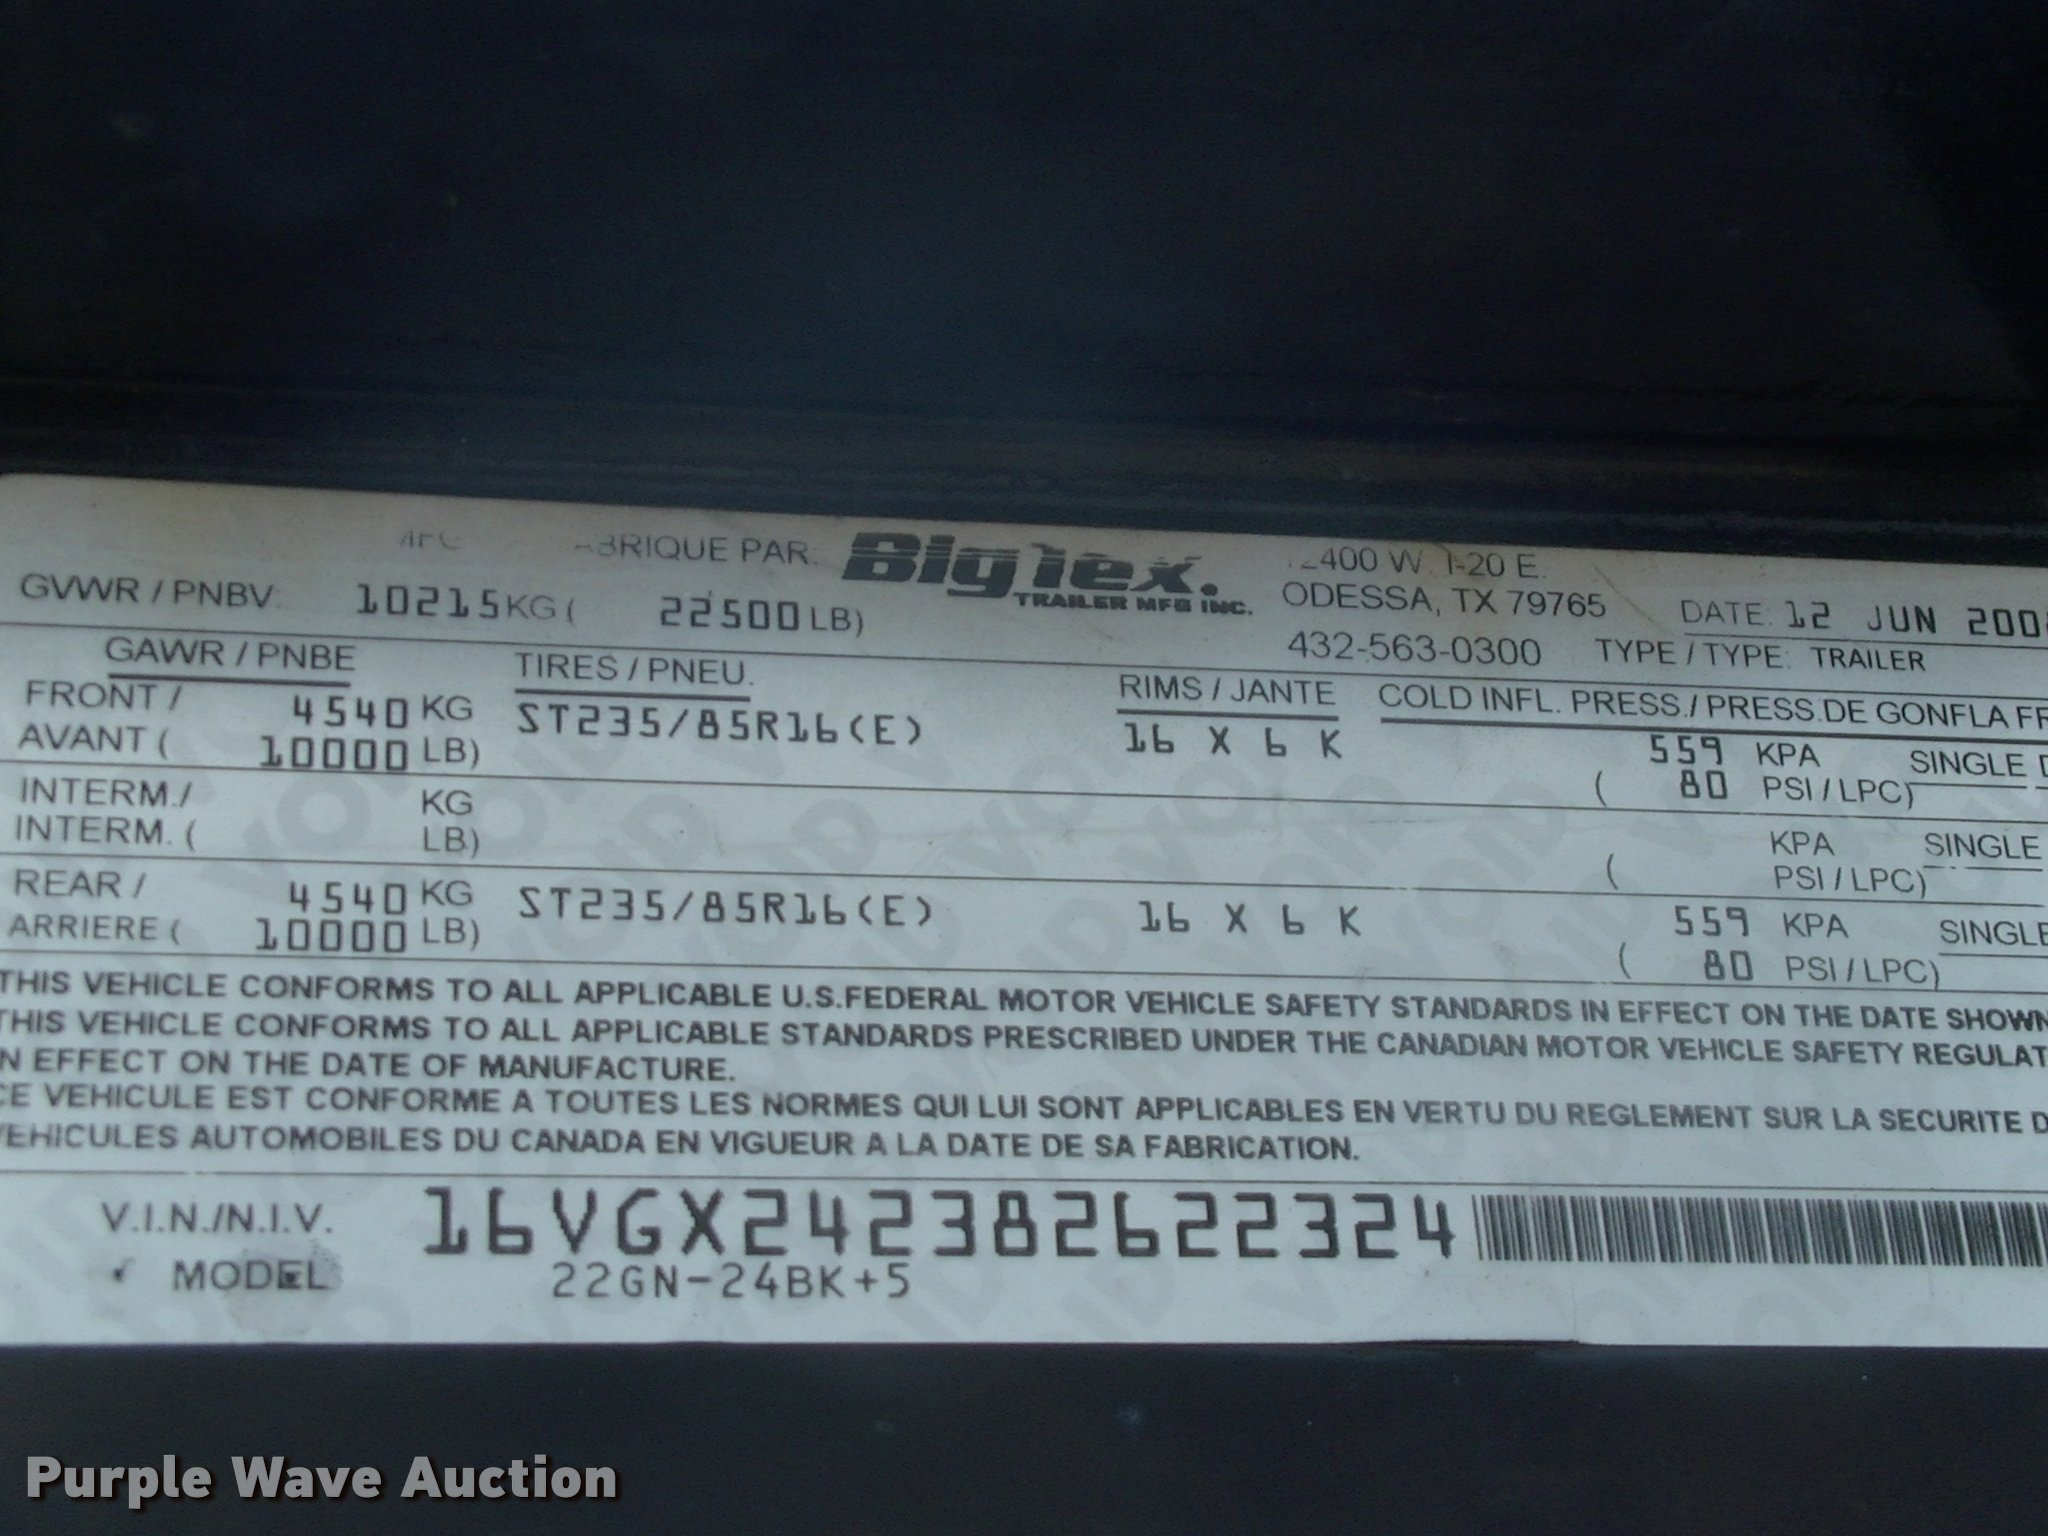 FABRIQUE PAR: BigTex. 12400 W. I-20 E.
TRAILER MFG INC.
GVWR / PNBV: 10215 KG ( 22500 LB) ODESSA, TX 79765 DATE: 12 JUN
432-563-0300 TYPE / TYPE: TRAILER
GAWR / PNBE TIRES / PNEU. RIMS / JANTE COLD INFL. PRESS./ PRESS.DE GONFLA FR
FRONT / 4540 KG ST235/85R16(E) 16 X 6 K 559 KPA SINGLE
AVANT ( 10000 LB) ( 80 PSI / LPC)
INTERM./ KG KPA SINGLE
INTERM. ( LB) ( PSI / LPC)
REAR / 4540 KG ST235/85R16(E) 16 X 6 K 559 KPA SINGLE
ARRIERE ( 10000 LB) ( 80 PSI / LPC)
THIS VEHICLE CONFORMS TO ALL APPLICABLE U.S.FEDERAL MOTOR VEHICLE SAFETY STANDARDS IN EFFECT ON THE DATE SHOWN
THIS VEHICLE CONFORMS TO ALL APPLICABLE STANDARDS PRESCRIBED UNDER THE CANADIAN MOTOR VEHICLE SAFETY REGULAT
N EFFECT ON THE DATE OF MANUFACTURE.
CE VEHICULE EST CONFORME A TOUTES LES NORMES QUI LUI SONT APPLICABLES EN VERTU DU REGLEMENT SUR LA SECURITE D
VEHICULES AUTOMOBILES DU CANADA EN VIGUEUR A LA DATE DE SA FABRICATION.
V.I.N./N.I.V. 16VGX242382622324
MODEL 22GN-24BK+5
Purple Wave Auction